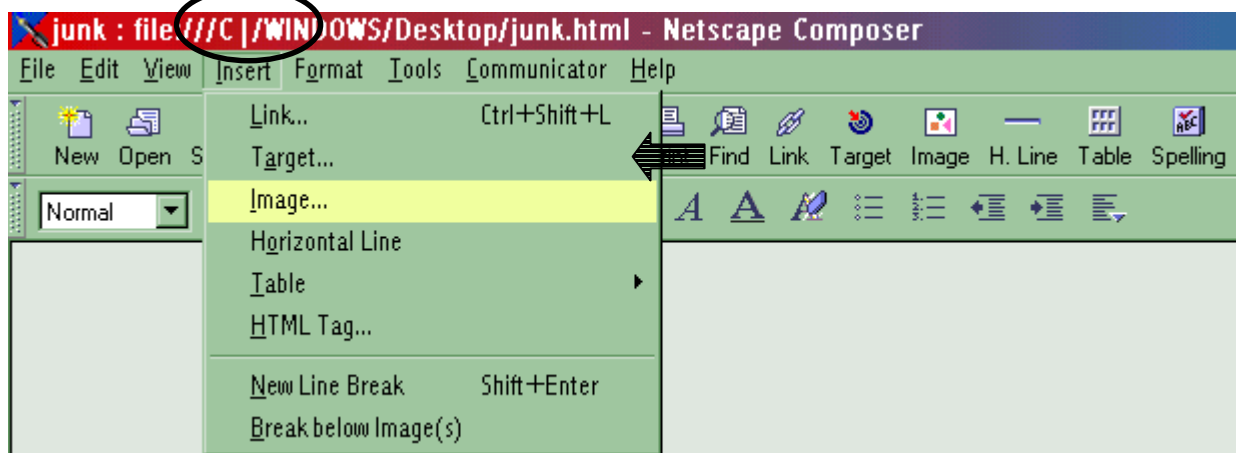 junk : file:///C|/WINDOWS/Desktop/junk.html - Netscape Composer
File Edit View Insert Format Tools Communicator Help
New Open S Find Link Target Image H. Line Table Spelling
Normal
Link... Ctrl+Shift+L
Target...
Image...
Horizontal Line
Table
HTML Tag...
New Line Break Shift+Enter
Break below Image(s)